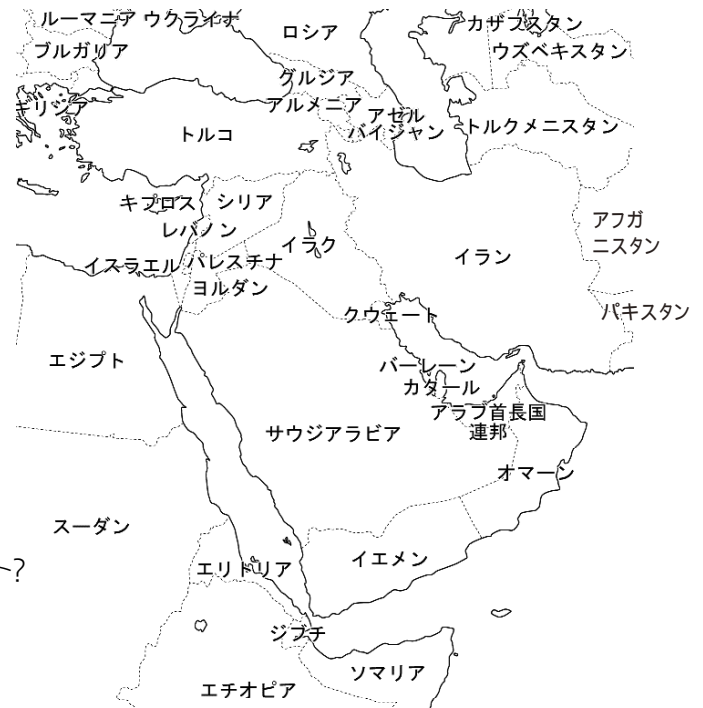 ルーマニア ウクライナ
ロシア
カザフスタン
ブルガリア
ウズベキスタン
グルジア
ギリシア
アルメニア
アゼル
バイジャン
トルクメニスタン
トルコ
キプロス
シリア
アフガ
ニスタン
レバノン
イラク
イラン
イスラエル
パレスチナ
ヨルダン
クウェート
パキスタン
エジプト
バーレーン
カタール
アラブ首長国
連邦
サウジアラビア
オマーン
スーダン
イエメン
?
エリトリア
ジブチ
ソマリア
エチオピア